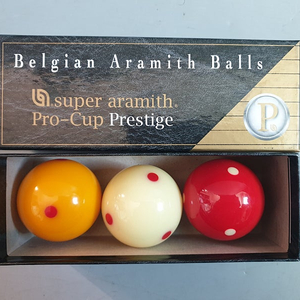 Belgian Aramith Balls
super aramith®
Pro-Cup Prestige
P